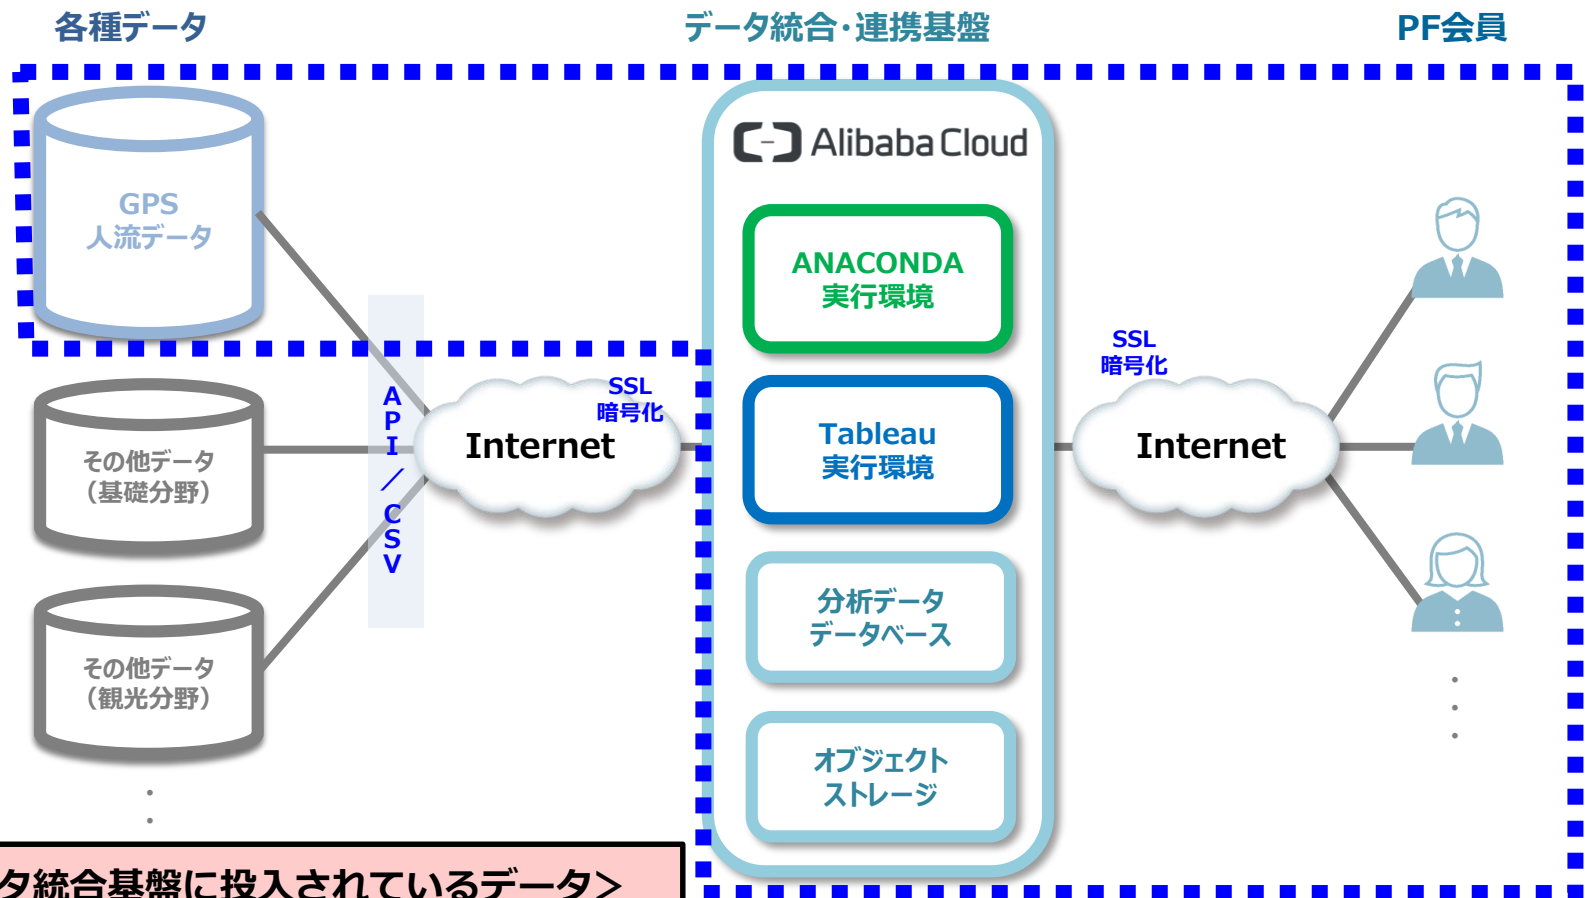 各種データ
データ統合・連携基盤
PF会員
GPS
人流データ
その他データ
（基礎分野）
その他データ
（観光分野）
API／CSV
Internet
SSL
暗号化
Alibaba Cloud
ANACONDA
実行環境
Tableau
実行環境
分析データ
データベース
オブジェクト
ストレージ
SSL
暗号化
Internet
タ統合基盤に投入されているデータ＞